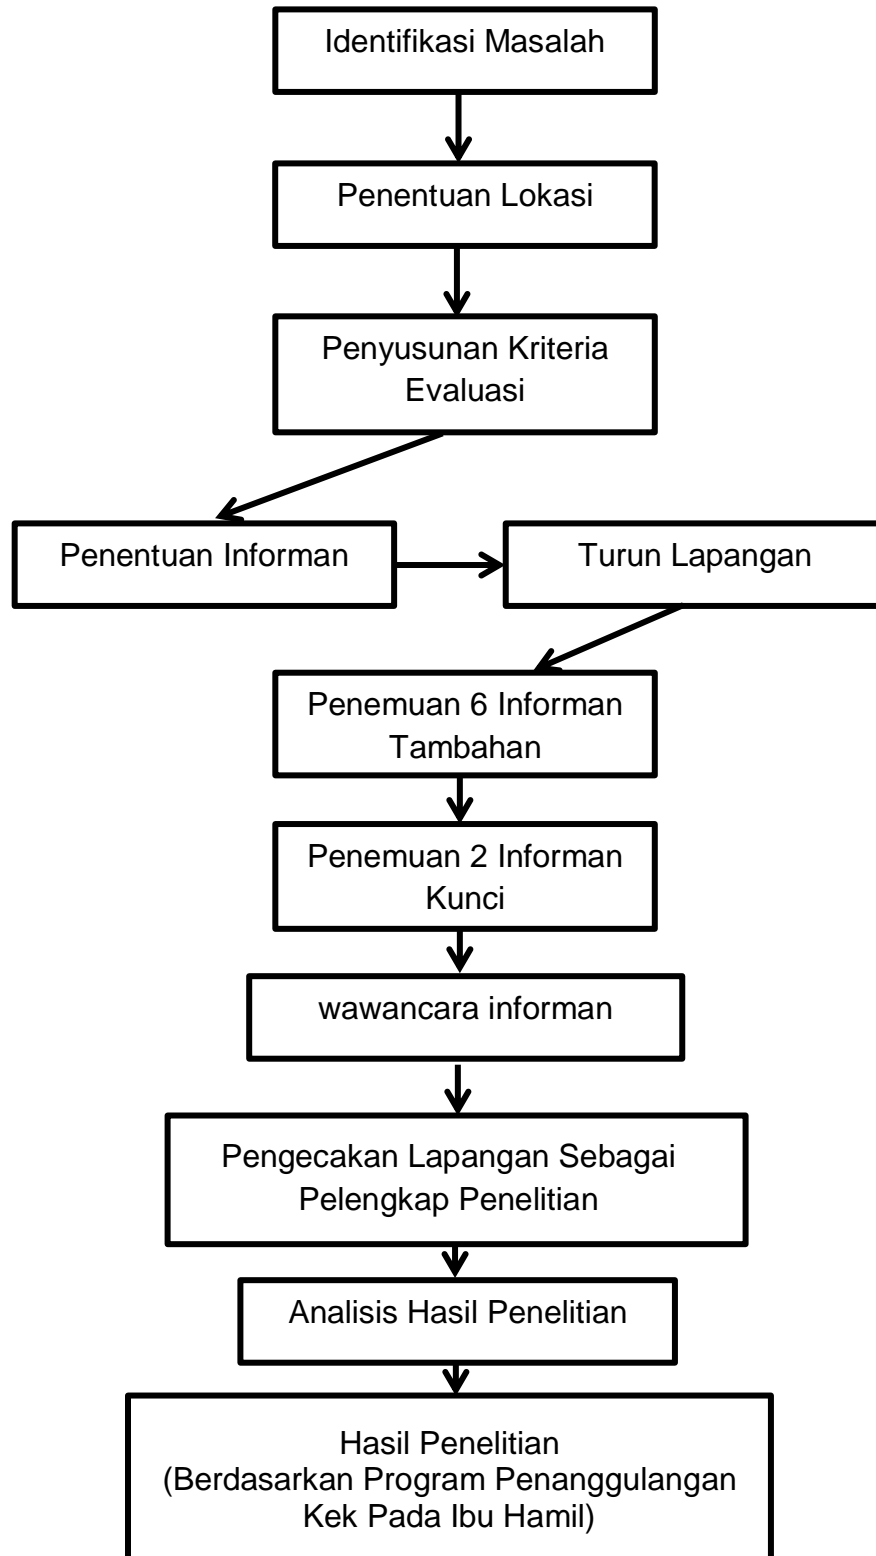 Identifikasi Masalah
Penentuan Lokasi
Penyusunan Kriteria
Evaluasi
Penentuan Informan
Turun Lapangan
Penemuan 6 Informan
Tambahan
Penemuan 2 Informan
Kunci
wawancara informan
Pengecakan Lapangan Sebagai
Pelengkap Penelitian
Analisis Hasil Penelitian
Hasil Penelitian
(Berdasarkan Program Penanggulangan
Kek Pada Ibu Hamil)